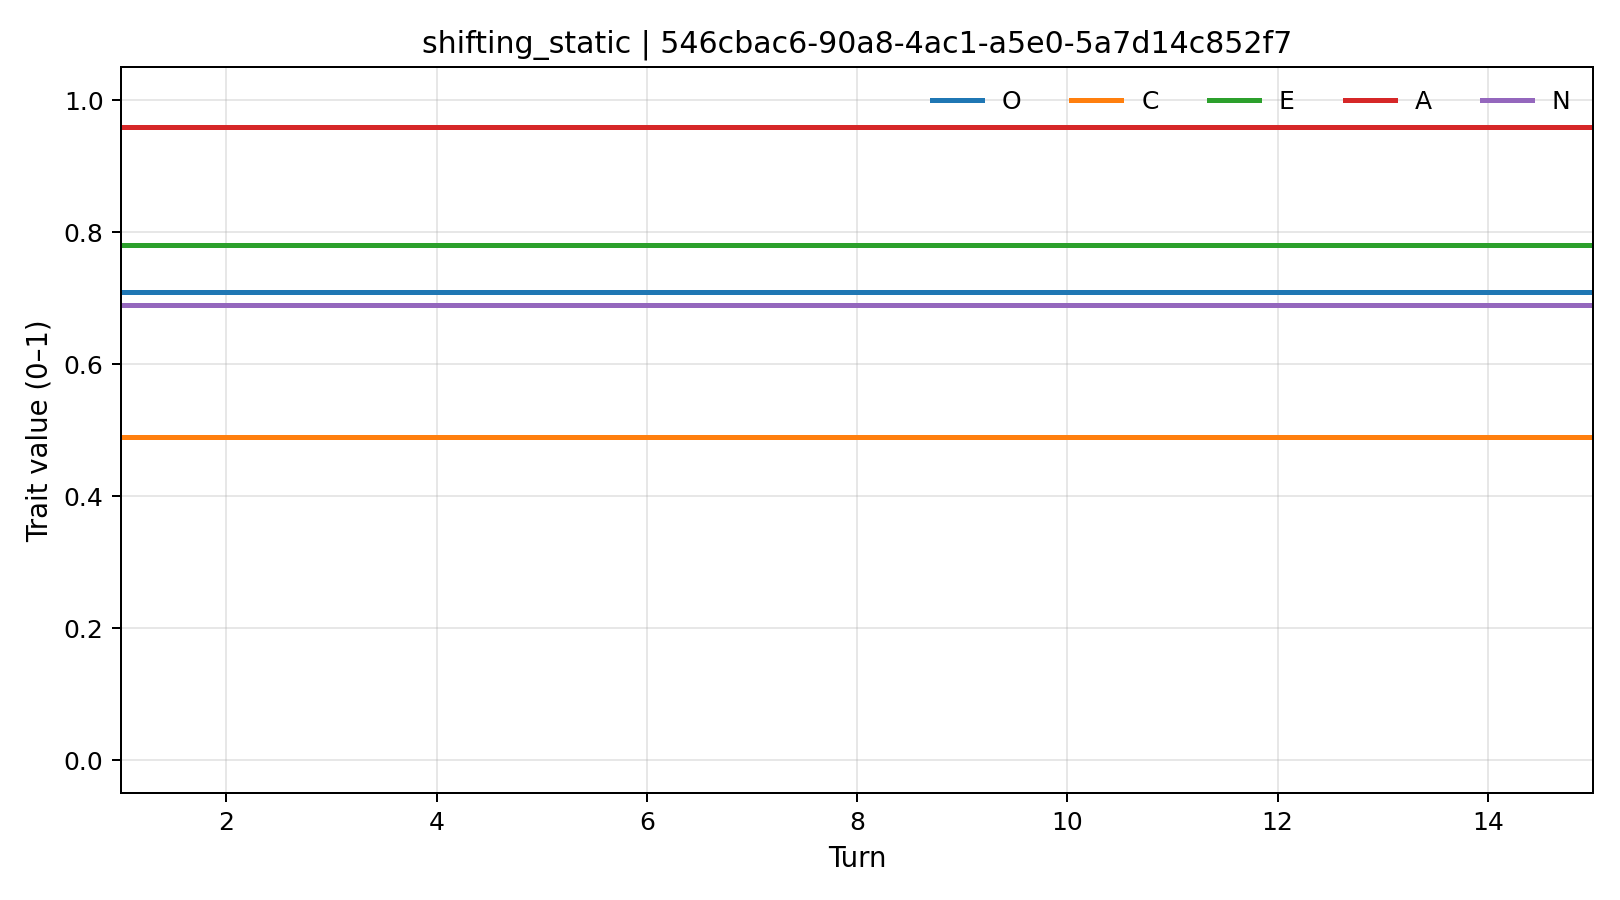 shifting_static | 546cbac6-90a8-4ac1-a5e0-5a7d14c852f7
O C E A N
1.0
0.8
0.6
0.4
0.2
0.0
Trait value (0–1)
2 4 6 8 10 12 14
Turn